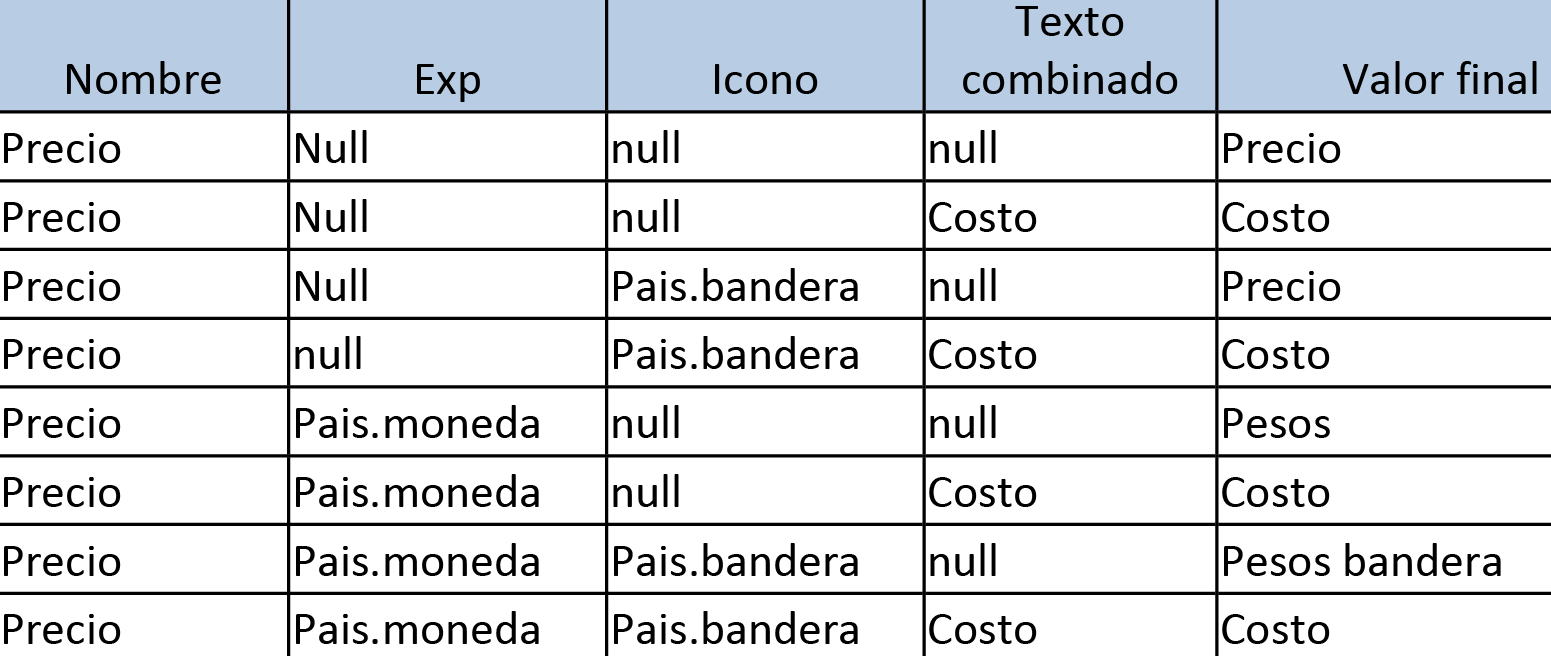 Nombre Exp Icono Texto combinado Valor final
Precio Null null null Precio
Precio Null null Costo Costo
Precio Null Pais.bandera null Precio
Precio null Pais.bandera Costo Costo
Precio Pais.moneda null null Pesos
Precio Pais.moneda null Costo Costo
Precio Pais.moneda Pais.bandera null Pesos bandera
Precio Pais.moneda Pais.bandera Costo Costo